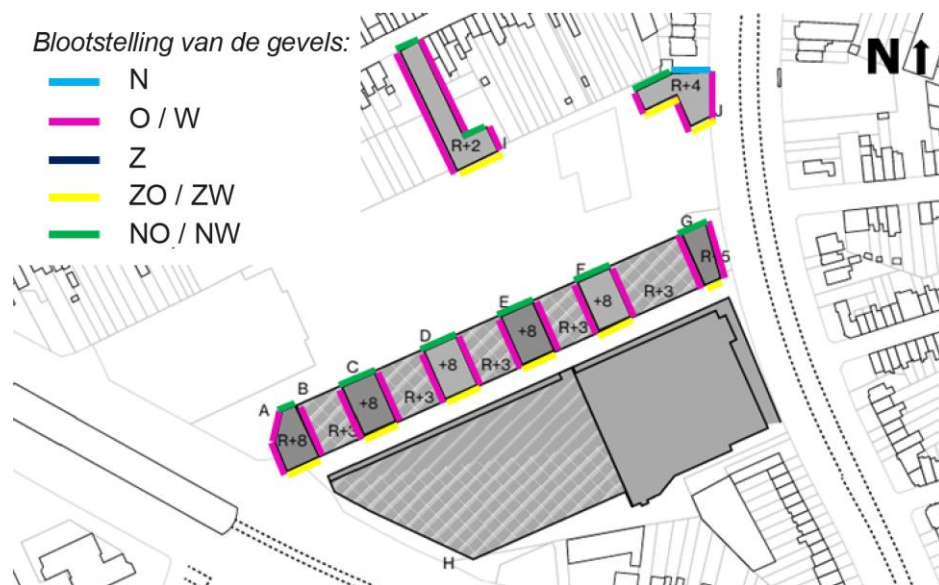 Blootstelling van de gevels:
N
O / W
Z
ZO / ZW
NO / NW
N
R+4
J
R+2
I
G
R+5
F
+8
R+3
E
+8
R+3
D
+8
R+3
C
+8
R+3
B
A
R+8
R+3
H